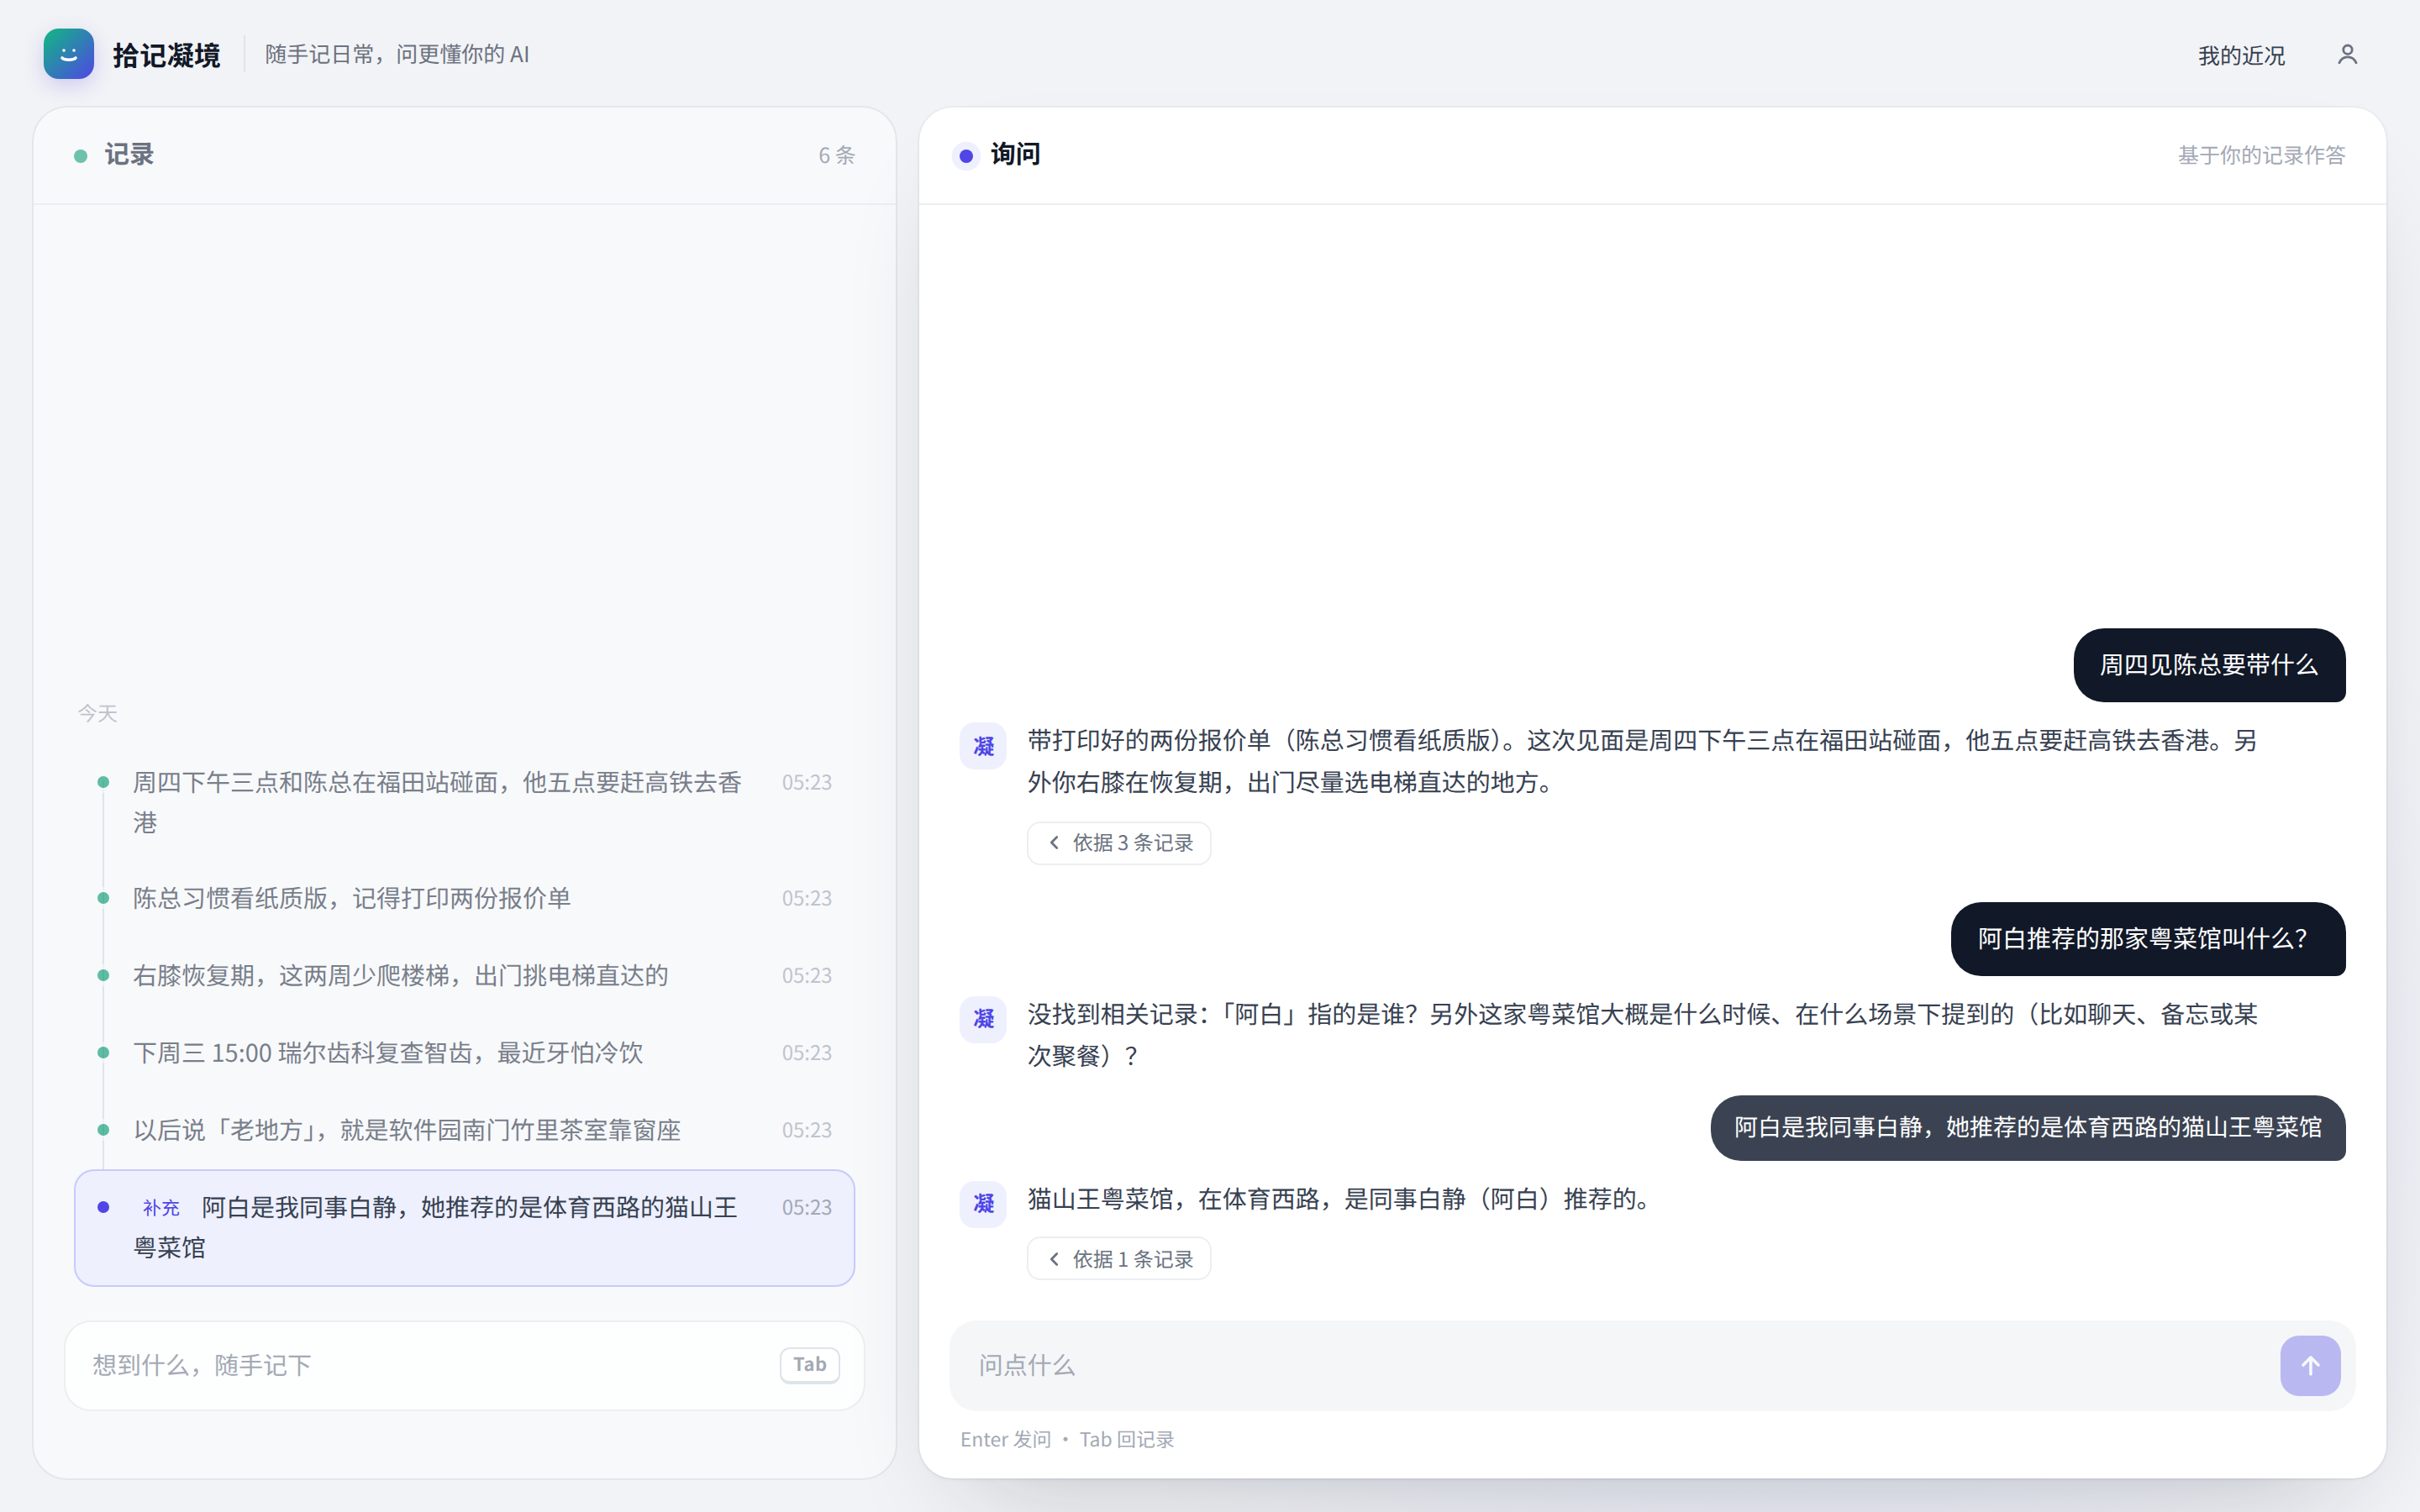 拾记凝境
随手记日常，问更懂你的 AI
我的近况
记录
6 条
今天
周四下午三点和陈总在福田站碰面，他五点要赶高铁去香
港
05:23
陈总习惯看纸质版，记得打印两份报价单
05:23
右膝恢复期，这两周少爬楼梯，出门挑电梯直达的
05:23
下周三 15:00 瑞尔齿科复查智齿，最近牙怕冷饮
05:23
以后说「老地方」，就是软件园南门竹里茶室靠窗座
05:23
补充 阿白是我同事白静，她推荐的是体育西路的猫山王
粤菜馆
05:23
想到什么，随手记下
Tab
询问
基于你的记录作答
周四见陈总要带什么
凝
带打印好的两份报价单（陈总习惯看纸质版）。这次见面是周四下午三点在福田站碰面，他五点要赶高铁去香港。另
外你右膝在恢复期，出门尽量选电梯直达的地方。
依据 3 条记录
阿白推荐的那家粤菜馆叫什么？
凝
没找到相关记录：「阿白」指的是谁？另外这家粤菜馆大概是什么时候、在什么场景下提到的（比如聊天、备忘或某
次聚餐）？
阿白是我同事白静，她推荐的是体育西路的猫山王粤菜馆
凝
猫山王粤菜馆，在体育西路，是同事白静（阿白）推荐的。
依据 1 条记录
问点什么
Enter 发问 · Tab 回记录